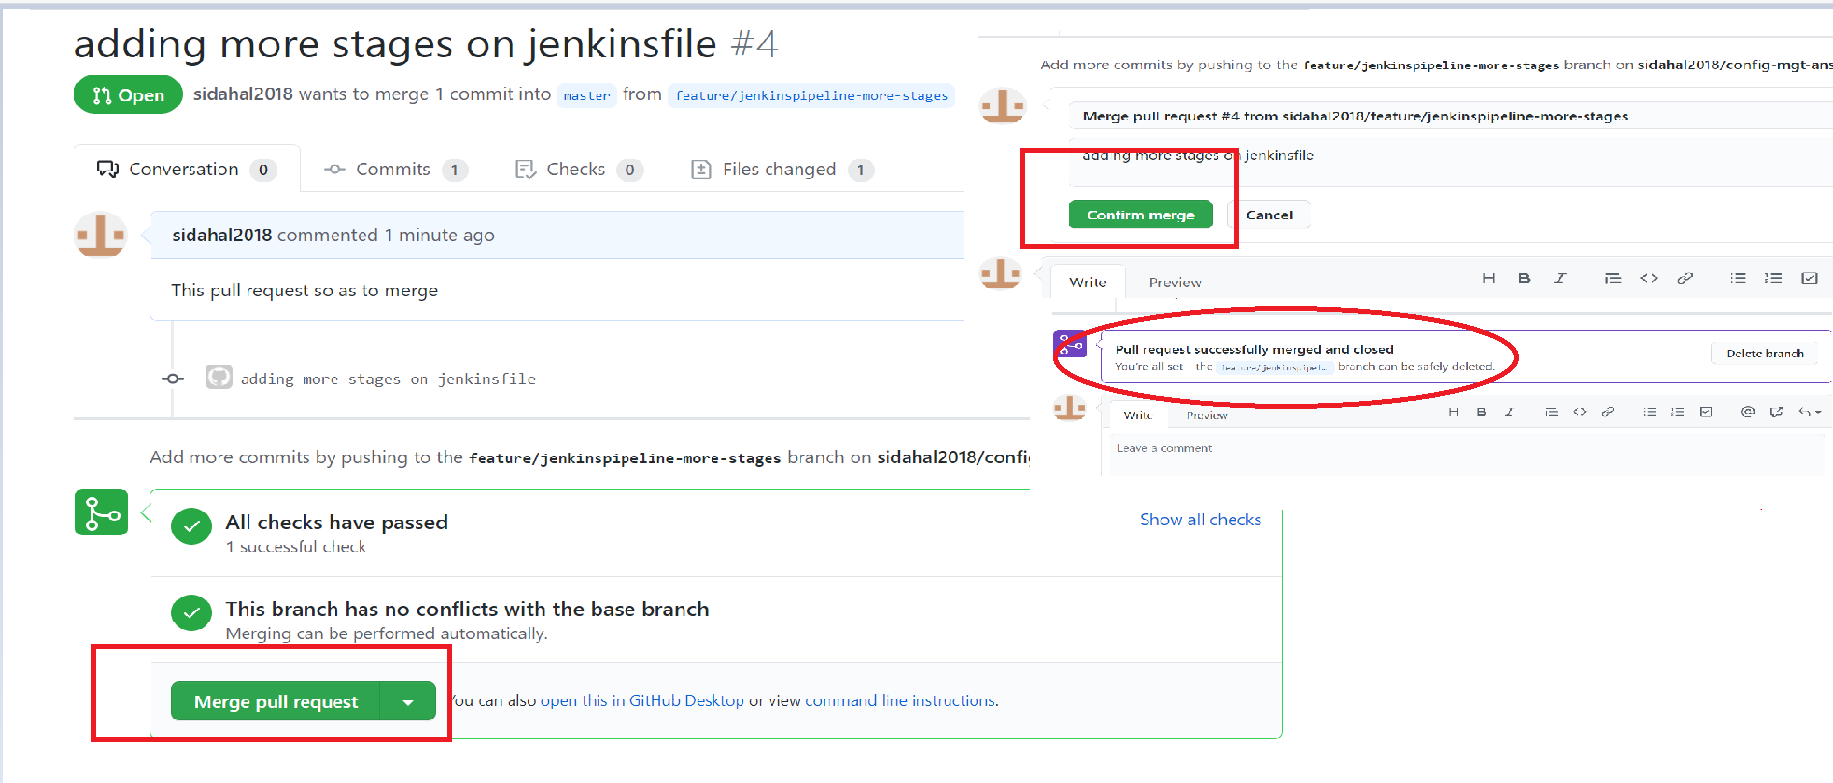 adding more stages on jenkinsfile #4
Open sidahal2018 wants to merge 1 commit into master from feature/jenkinspipeline-more-stages
Conversation 0 Commits 1 Checks 0 Files changed 1
sidahal2018 commented 1 minute ago
This pull request so as to merge
adding more stages on jenkinsfile
Add more commits by pushing to the feature/jenkinspipeline-more-stages branch on sidahal2018/config
All checks have passed
1 successful check
Show all checks
This branch has no conflicts with the base branch
Merging can be performed automatically.
Merge pull request
You can also open this in GitHub Desktop or view command line instructions.
Add more commits by pushing to the feature/jenkinspipeline-more-stages branch on sidahal2018/config-mgt-ans
Merge pull request #4 from sidahal2018/feature/jenkinspipeline-more-stages
adding more stages on jenkinsfile
Confirm merge Cancel
Write Preview
Pull request successfully merged and closed
You're all set—the feature/jenkinspipel... branch can be safely deleted.
Delete branch
Write Preview
Leave a comment